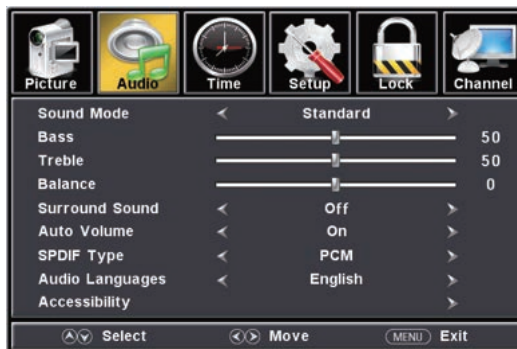 Picture Audio Time Setup Lock Channel
Sound Mode Standard
Bass 50
Treble 50
Balance 0
Surround Sound Off
Auto Volume On
SPDIF Type PCM
Audio Languages English
Accessibility
Select Move MENU Exit